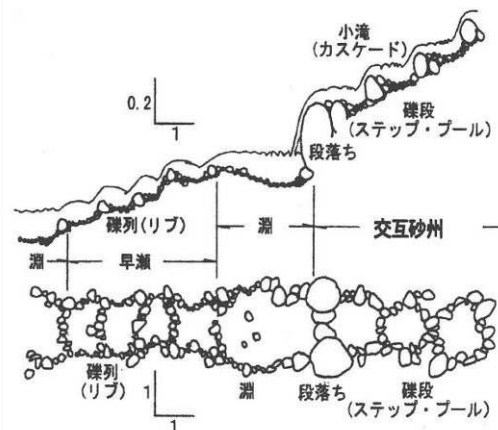 小滝
(カスケード)
0.2
1
礫段
(ステップ・プール)
段落ち
礫列(リブ)
淵
交互砂州
淵
早瀬
礫列
(リブ)
1
1
淵
段落ち
礫段
(ステップ・プール)